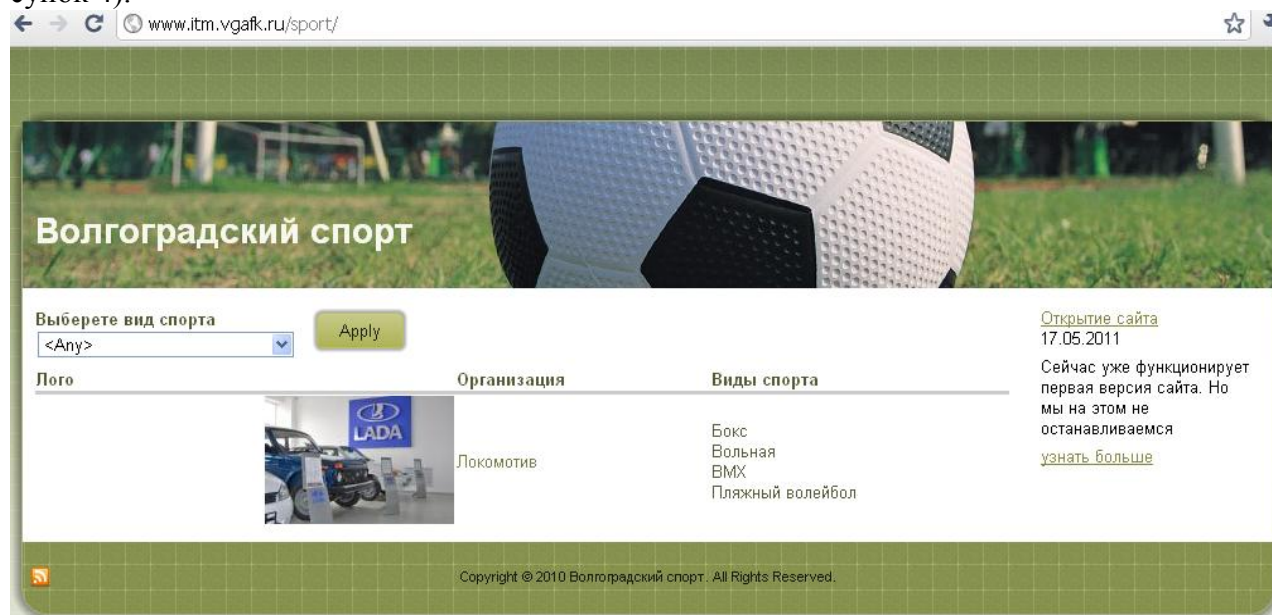 сунок 4).
www.itm.vgafk.ru/sport/
Волгоградский спорт
Выберете вид спорта
<Any>
Apply
Лого
Организация
Виды спорта
LADA
Локомотив
Бокс
Вольная
BMX
Пляжный волейбол
Открытие сайта
17.05.2011
Сейчас уже функционирует
первая версия сайта. Но
мы на этом не
останавливаемся
узнать больше
Copyright © 2010 Волгоградский спорт. All Rights Reserved.